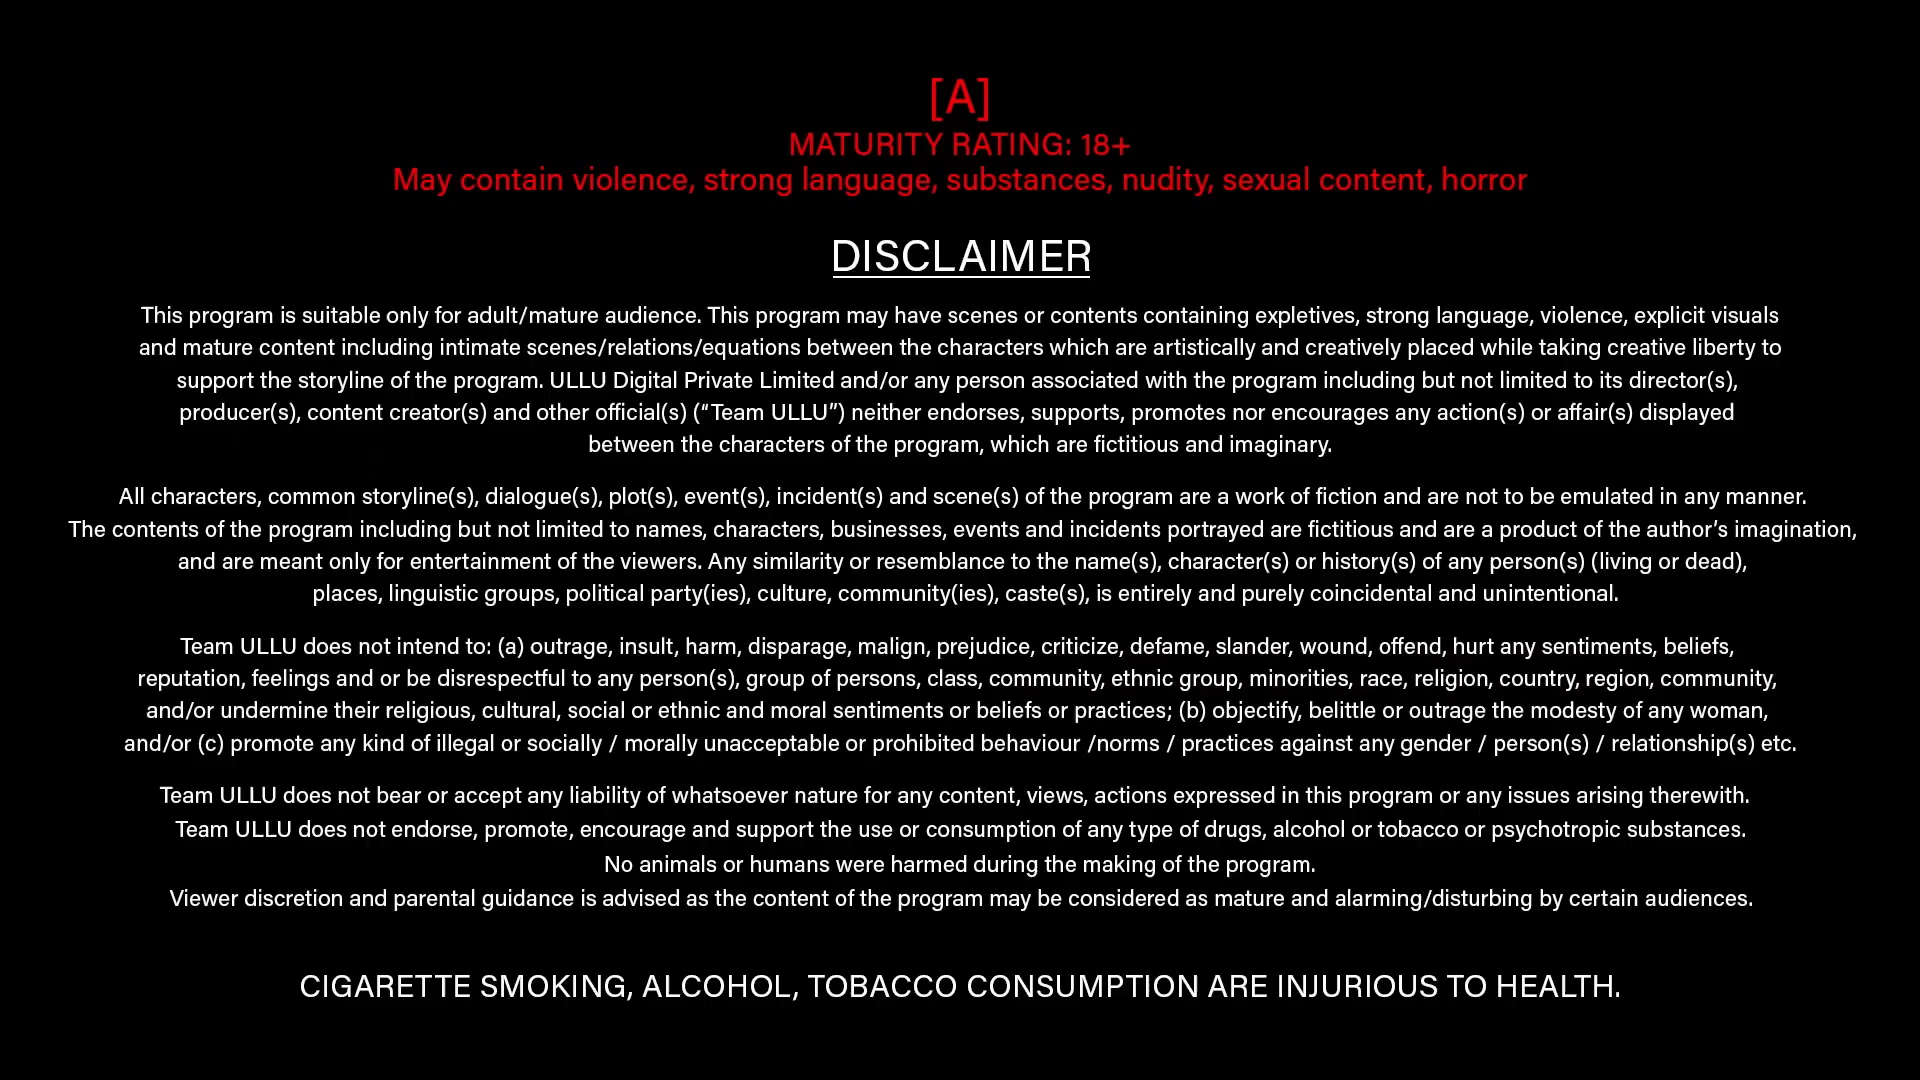 [A]
MATURITY RATING: 18+
May contain violence, strong language, substances, nudity, sexual content, horror
DISCLAIMER
This program is suitable only for adult/mature audience. This program may have scenes or contents containing expletives, strong language, violence, explicit visuals
and mature content including intimate scenes/relations/equations between the characters which are artistically and creatively placed while taking creative liberty to
support the storyline of the program. ULLU Digital Private Limited and/or any person associated with the program including but not limited to its director(s),
producer(s), content creator(s) and other official(s) (“Team ULLU”) neither endorses, supports, promotes nor encourages any action(s) or affair(s) displayed
between the characters of the program, which are fictitious and imaginary.
All characters, common storyline(s), dialogue(s), plot(s), event(s), incident(s) and scene(s) of the program are a work of fiction and are not to be emulated in any manner.
The contents of the program including but not limited to names, characters, businesses, events and incidents portrayed are fictitious and are a product of the author’s imagination,
and are meant only for entertainment of the viewers. Any similarity or resemblance to the name(s), character(s) or history(s) of any person(s) (living or dead),
places, linguistic groups, political party(ies), culture, community(ies), caste(s), is entirely and purely coincidental and unintentional.
Team ULLU does not intend to: (a) outrage, insult, harm, disparage, malign, prejudice, criticize, defame, slander, wound, offend, hurt any sentiments, beliefs,
reputation, feelings and or be disrespectful to any person(s), group of persons, class, community, ethnic group, minorities, race, religion, country, region, community,
and/or undermine their religious, cultural, social or ethnic and moral sentiments or beliefs or practices; (b) objectify, belittle or outrage the modesty of any woman,
and/or (c) promote any kind of illegal or socially / morally unacceptable or prohibited behaviour /norms / practices against any gender / person(s) / relationship(s) etc.
Team ULLU does not bear or accept any liability of whatsoever nature for any content, views, actions expressed in this program or any issues arising therewith.
Team ULLU does not endorse, promote, encourage and support the use or consumption of any type of drugs, alcohol or tobacco or psychotropic substances.
No animals or humans were harmed during the making of the program.
Viewer discretion and parental guidance is advised as the content of the program may be considered as mature and alarming/disturbing by certain audiences.
CIGARETTE SMOKING, ALCOHOL, TOBACCO CONSUMPTION ARE INJURIOUS TO HEALTH.